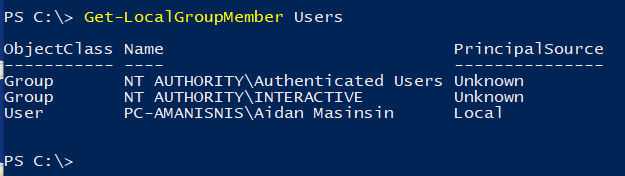 PS C:\> Get-LocalGroupMember Users
ObjectClass Name PrincipalSource
----------- ---- ---------------
Group NT AUTHORITY\Authenticated Users Unknown
Group NT AUTHORITY\INTERACTIVE Unknown
User PC-AMANISNIS\Aidan Masinsin Local
PS C:\>